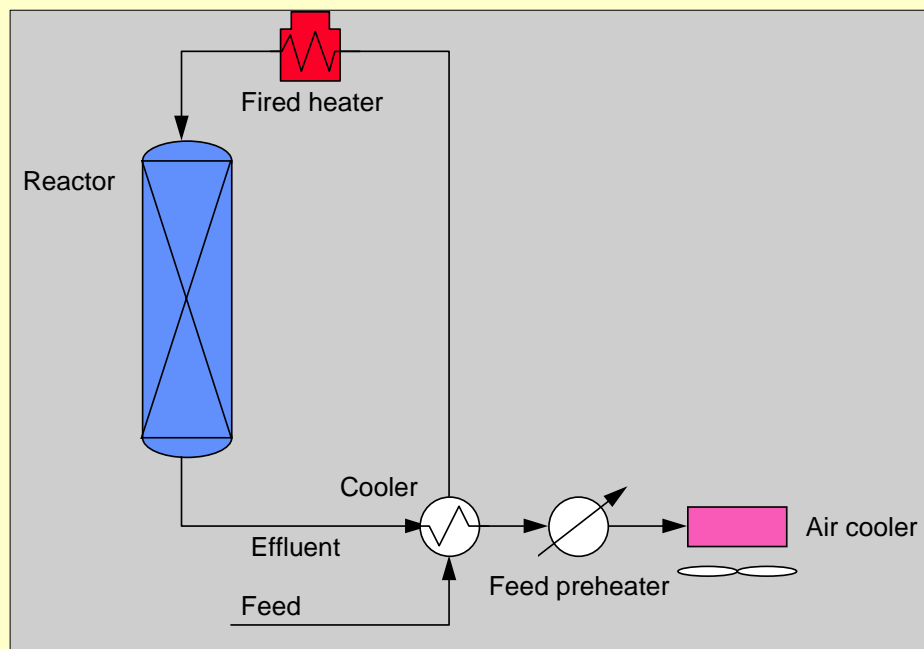 Fired heater
Reactor
Cooler
Effluent
Air cooler
Feed preheater
Feed